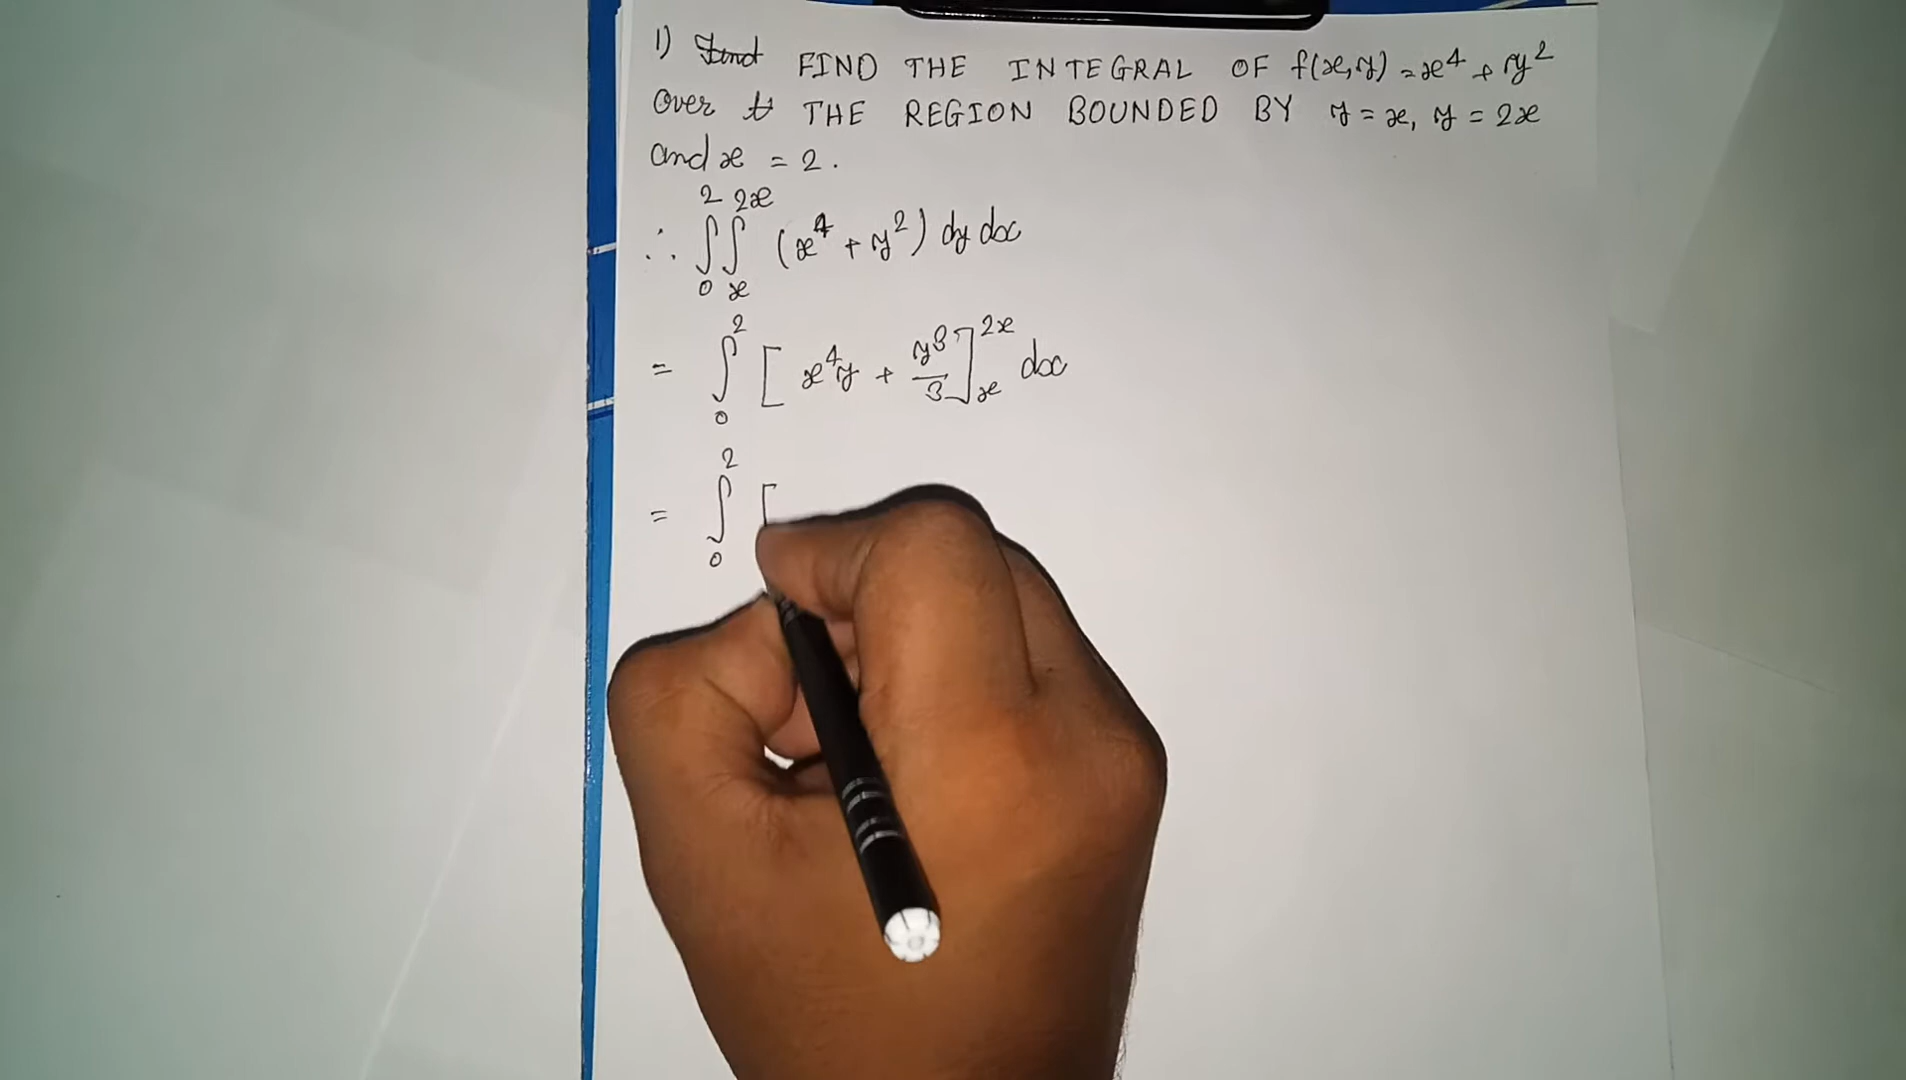 1) Find FIND THE INTEGRAL OF f(x,y) = x⁴ + y²
Over t THE REGION BOUNDED BY y = x, y = 2x
and x = 2.
∴ ∫₀² ∫ₓ²ˣ (x⁴ + y²) dy dx
= ∫₀² [ x⁴y + y³/3 ]ₓ²ˣ dx
= ∫₀² [